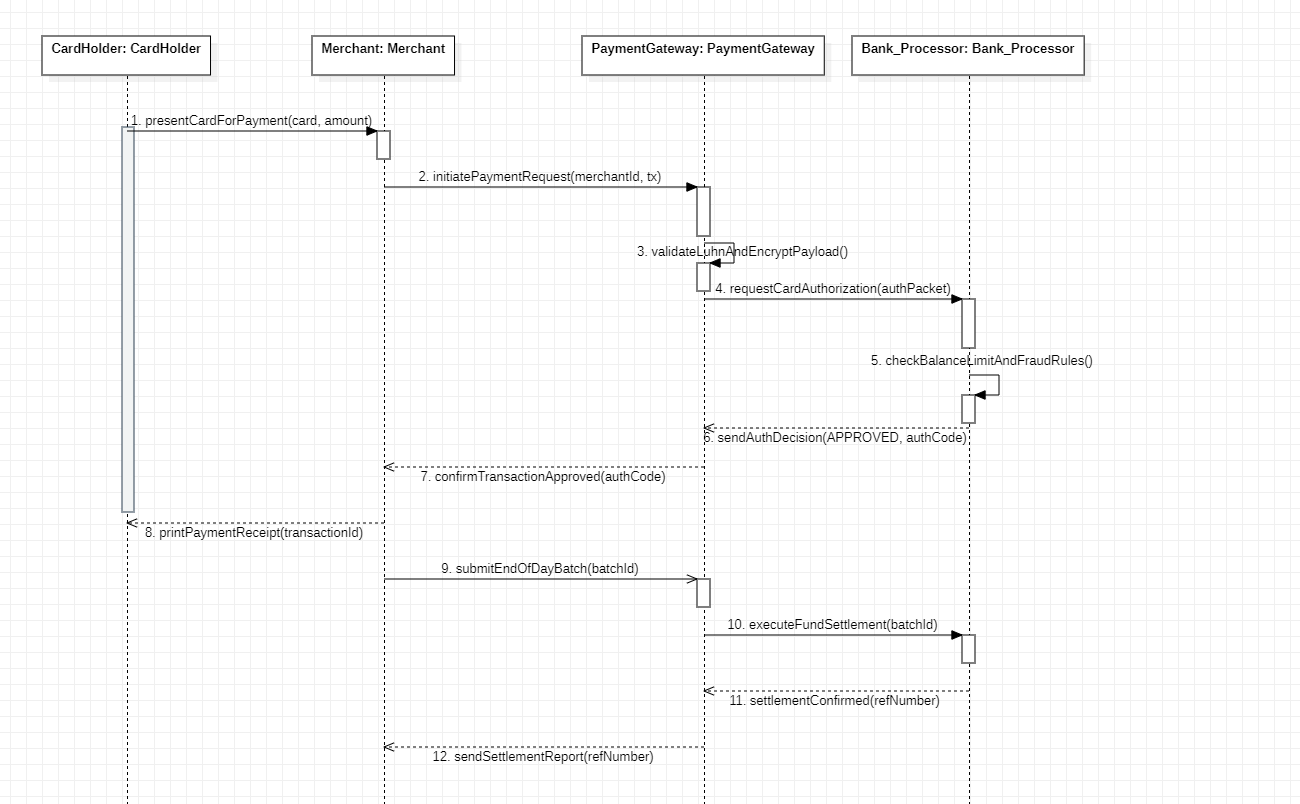 CardHolder: CardHolder
Merchant: Merchant
PaymentGateway: PaymentGateway
Bank_Processor: Bank_Processor
1. presentCardForPayment(card, amount)
2. initiatePaymentRequest(merchantId, tx)
3. validateLuhnAndEncryptPayload()
4. requestCardAuthorization(authPacket)
5. checkBalanceLimitAndFraudRules()
6. sendAuthDecision(APPROVED, authCode)
7. confirmTransactionApproved(authCode)
8. printPaymentReceipt(transactionId)
9. submitEndOfDayBatch(batchId)
10. executeFundSettlement(batchId)
11. settlementConfirmed(refNumber)
12. sendSettlementReport(refNumber)